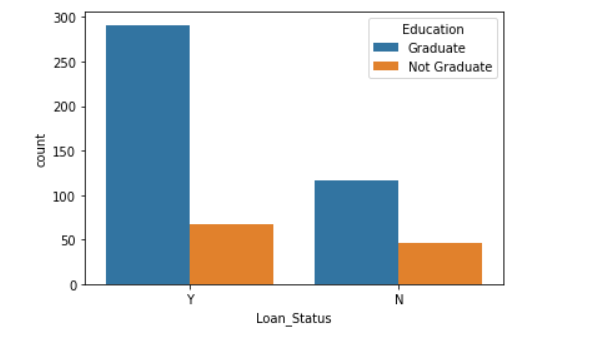 300
250
200
150
100
50
0
count
Education
Graduate
Not Graduate
Y N
Loan_Status